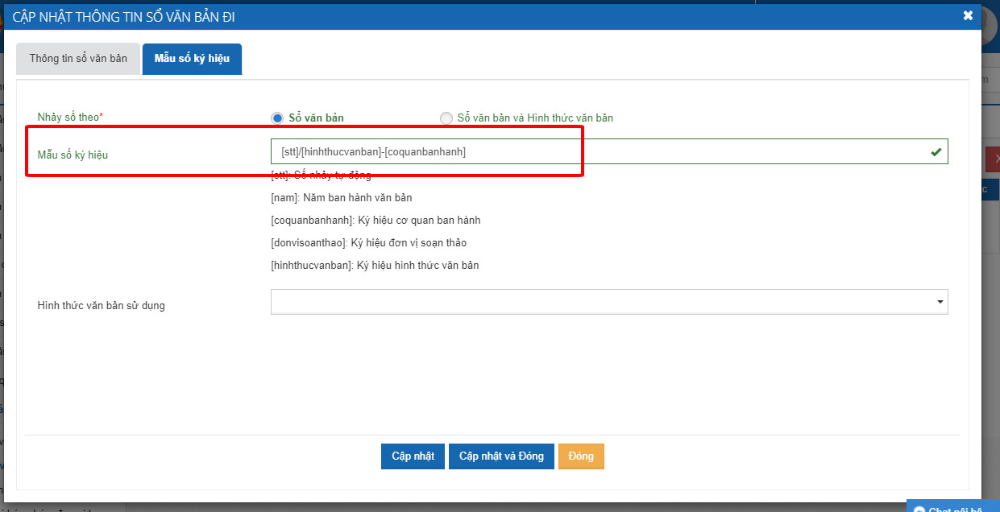 CẬP NHẬT THÔNG TIN SỔ VĂN BẢN ĐI
Thông tin sổ văn bản
Mẫu số ký hiệu
Nhảy số theo*
Sổ văn bản
Sổ văn bản và Hình thức văn bản
Mẫu số ký hiệu
[stt]/[hinhthucvanban]-[coquanbanhanh]
[stt]: Số nhảy tự động
[nam]: Năm ban hành văn bản
[coquanbanhanh]: Ký hiệu cơ quan ban hành
[donvisoanthao]: Ký hiệu đơn vị soạn thảo
[hinhthucvanban]: Ký hiệu hình thức văn bản
Hình thức văn bản sử dụng
Cập nhật
Cập nhật và Đóng
Đóng
Chat nội bộ